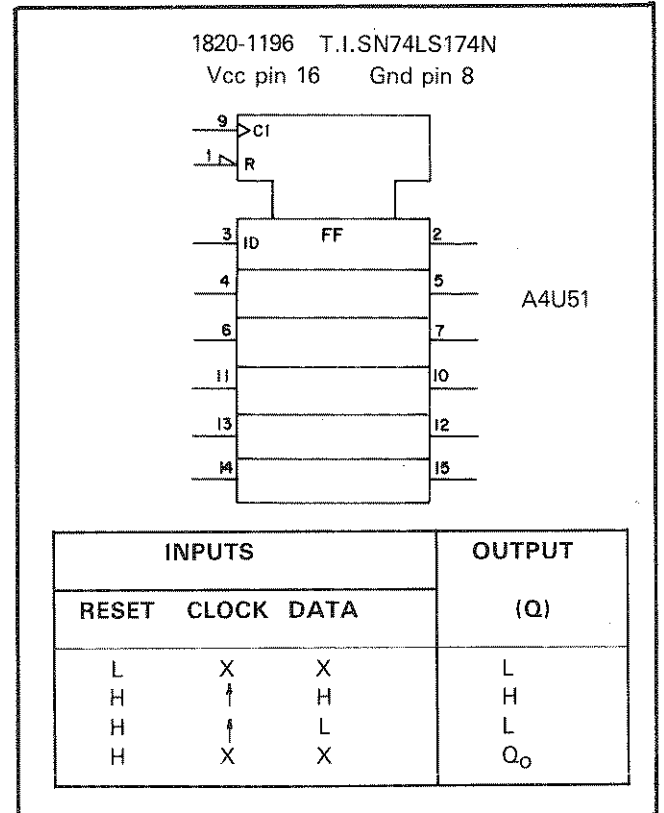 1820-1196 T.I.SN74LS174N
Vcc pin 16 Gnd pin 8
9 C1
1 R
3 1D FF 2
4 5
A4U51
6 7
11 10
13 12
14 15
INPUTS OUTPUT
RESET CLOCK DATA (Q)
L X X L
H ↑ H H
H ↑ L L
H X X Qo